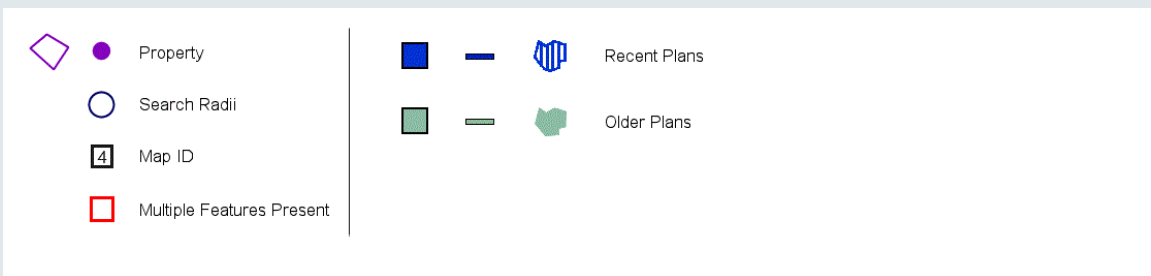 Property
Search Radii
4 Map ID
Multiple Features Present
Recent Plans
Older Plans